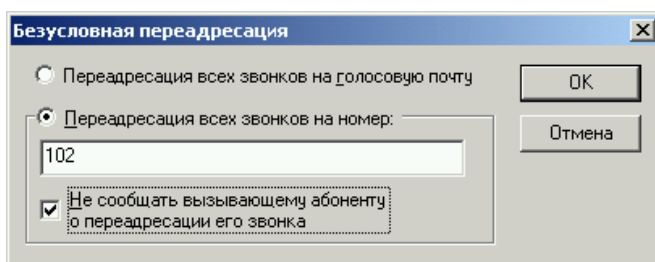 Безусловная переадресация
Переадресация всех звонков на голосовую почту
OK
Переадресация всех звонков на номер:
Отмена
102
Не сообщать вызывающему абоненту
о переадресации его звонка